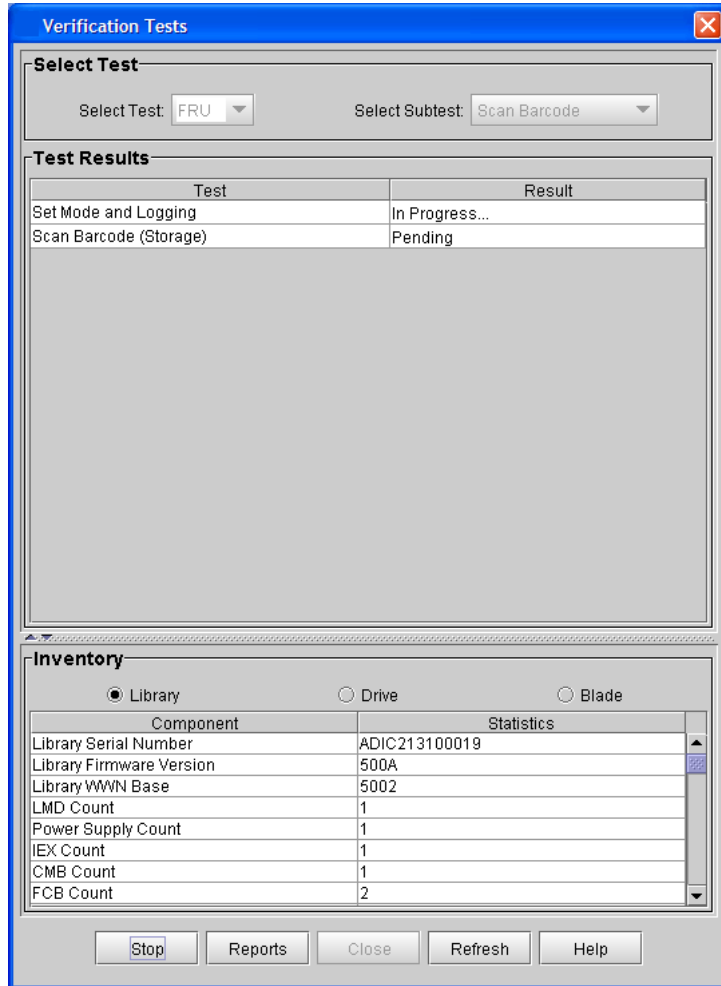 Verification Tests
Select Test
Select Test: FRU Select Subtest: Scan Barcode
Test Results
Test Result
Set Mode and Logging In Progress...
Scan Barcode (Storage) Pending
Inventory
Library Drive Blade
Component Statistics
Library Serial Number ADIC213100019
Library Firmware Version 500A
Library WWN Base 5002
LMD Count 1
Power Supply Count 1
IEX Count 1
CMB Count 1
FCB Count 2
Stop Reports Close Refresh Help